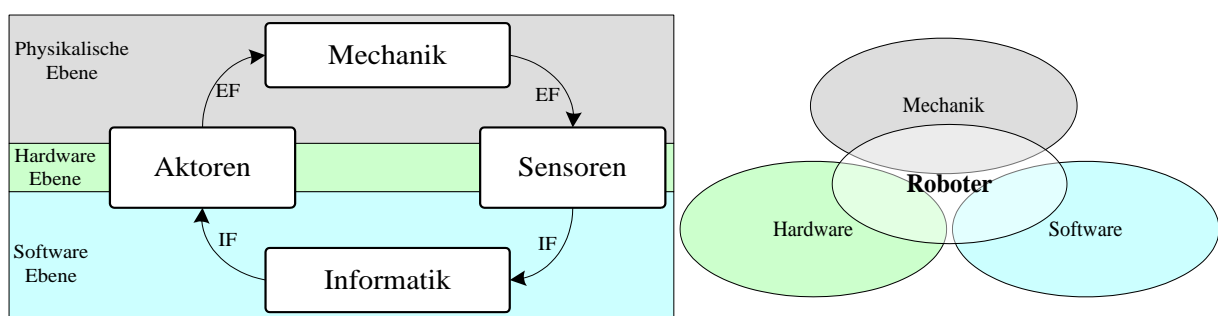 Physikalische
Ebene
Mechanik
EF
EF
Hardware
Ebene
Aktoren
Sensoren
Software
Ebene
IF
IF
Informatik
Mechanik
Roboter
Hardware
Software